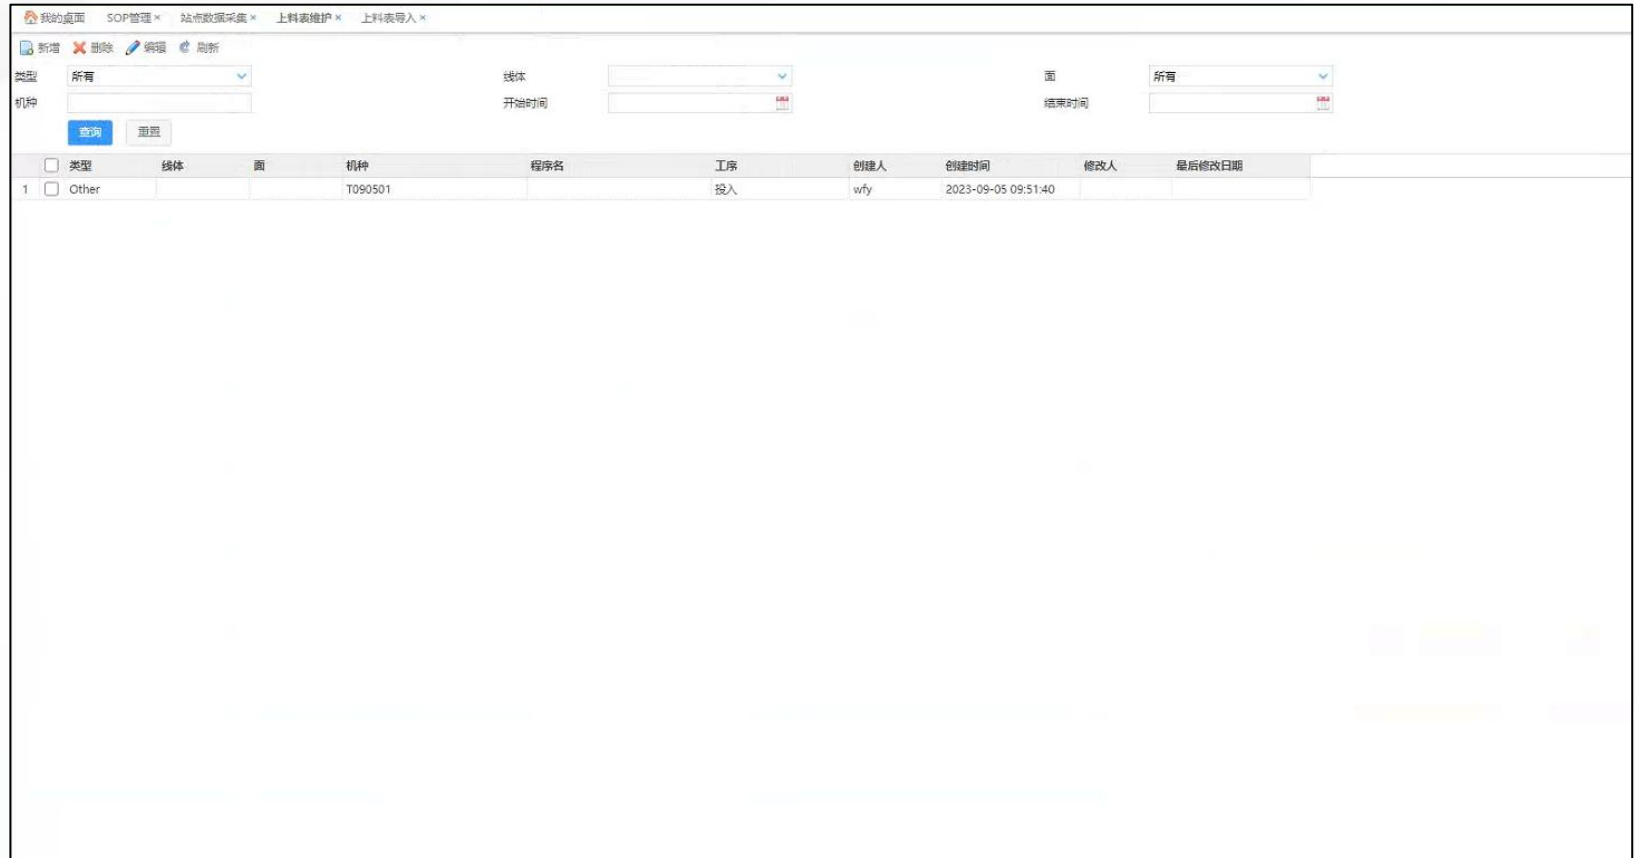 我的桌面 SOP管理 × 站点数据采集 × 上料表维护 × 上料表导入 ×
新增 删除 编辑 刷新
类型 所有 线体 面 所有
机种 开始时间 结束时间
查询 重置
类型 线体 面 机种 程序名 工序 创建人 创建时间 修改人 最后修改日期
1 Other T090501 投入 wfy 2023-09-05 09:51:40